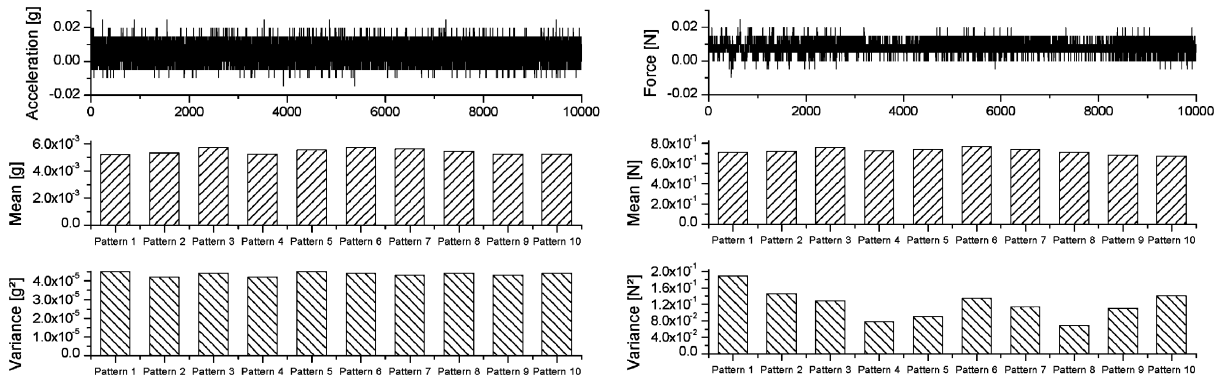 Acceleration [g]
0.02
0.00
-0.02
0 2000 4000 6000 8000 10000
Mean [g]
6.0x10⁻³
4.0x10⁻³
2.0x10⁻³
0.0
Pattern 1 Pattern 2 Pattern 3 Pattern 4 Pattern 5 Pattern 6 Pattern 7 Pattern 8 Pattern 9 Pattern 10
Variance [g²]
4.0x10⁻⁵
3.0x10⁻⁵
2.0x10⁻⁵
1.0x10⁻⁵
0.0
Pattern 1 Pattern 2 Pattern 3 Pattern 4 Pattern 5 Pattern 6 Pattern 7 Pattern 8 Pattern 9 Pattern 10
Force [N]
0.02
0.00
-0.02
0 2000 4000 6000 8000 10000
Mean [N]
8.0x10⁻¹
6.0x10⁻¹
4.0x10⁻¹
2.0x10⁻¹
0.0
Pattern 1 Pattern 2 Pattern 3 Pattern 4 Pattern 5 Pattern 6 Pattern 7 Pattern 8 Pattern 9 Pattern 10
Variance [N²]
2.0x10⁻¹
1.6x10⁻¹
1.2x10⁻¹
8.0x10⁻²
4.0x10⁻²
0.0
Pattern 1 Pattern 2 Pattern 3 Pattern 4 Pattern 5 Pattern 6 Pattern 7 Pattern 8 Pattern 9 Pattern 10